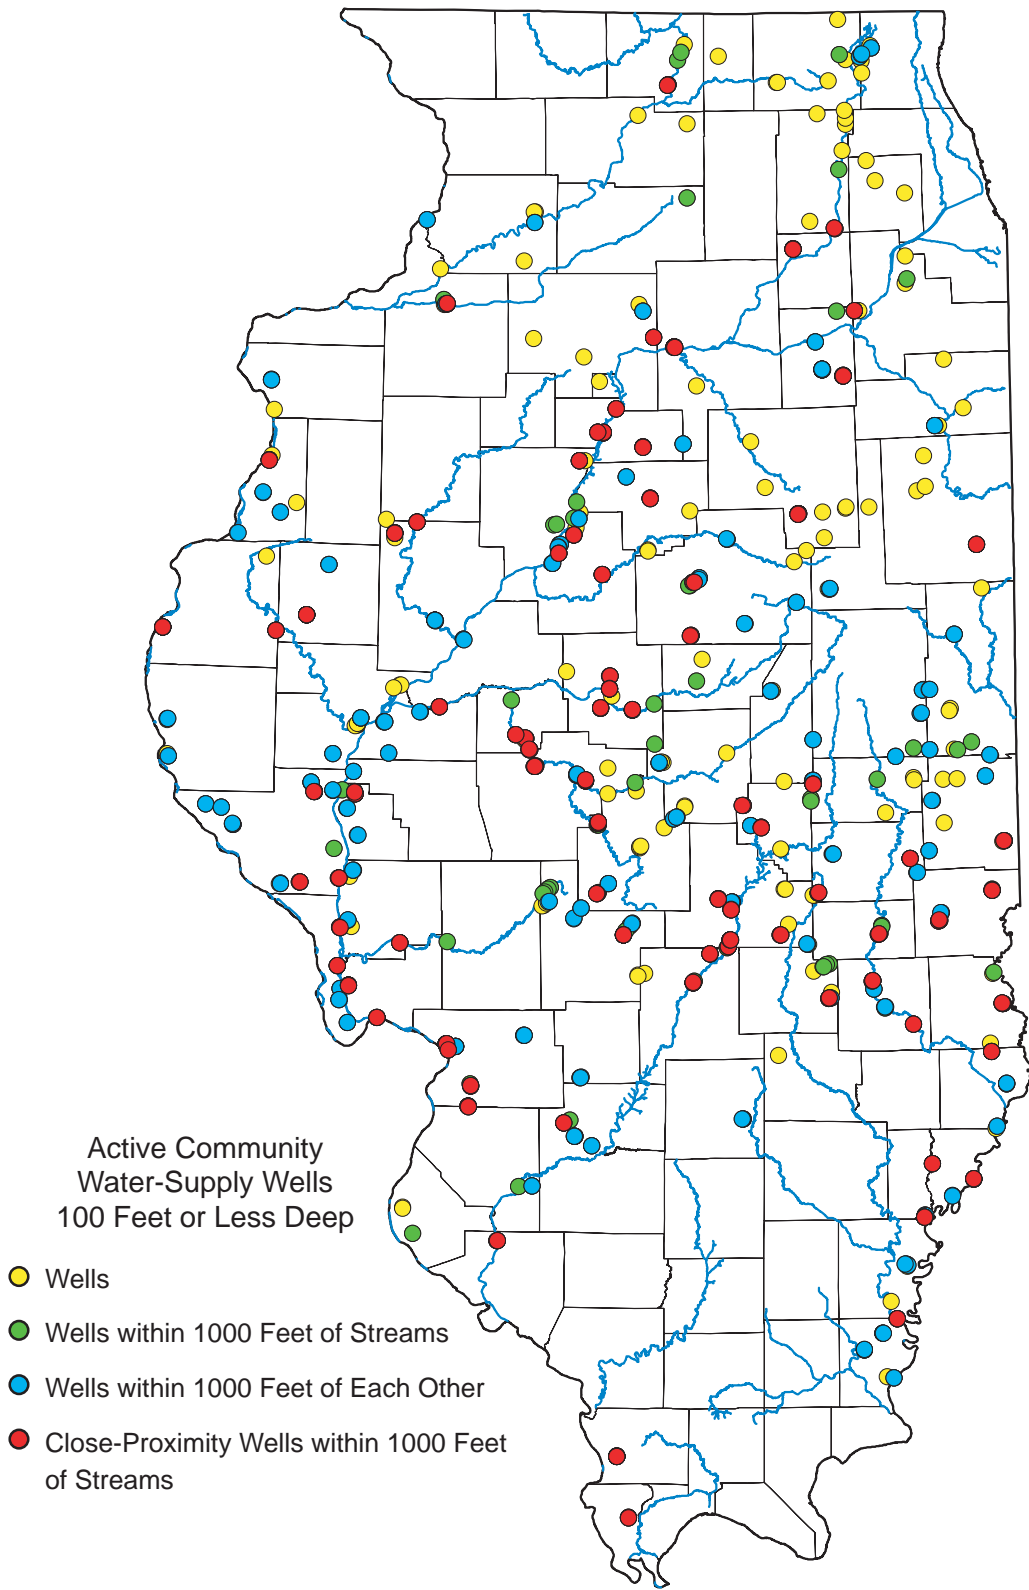 Active Community
Water-Supply Wells
100 Feet or Less Deep
Wells
Wells within 1000 Feet of Streams
Wells within 1000 Feet of Each Other
Close-Proximity Wells within 1000 Feet
of Streams